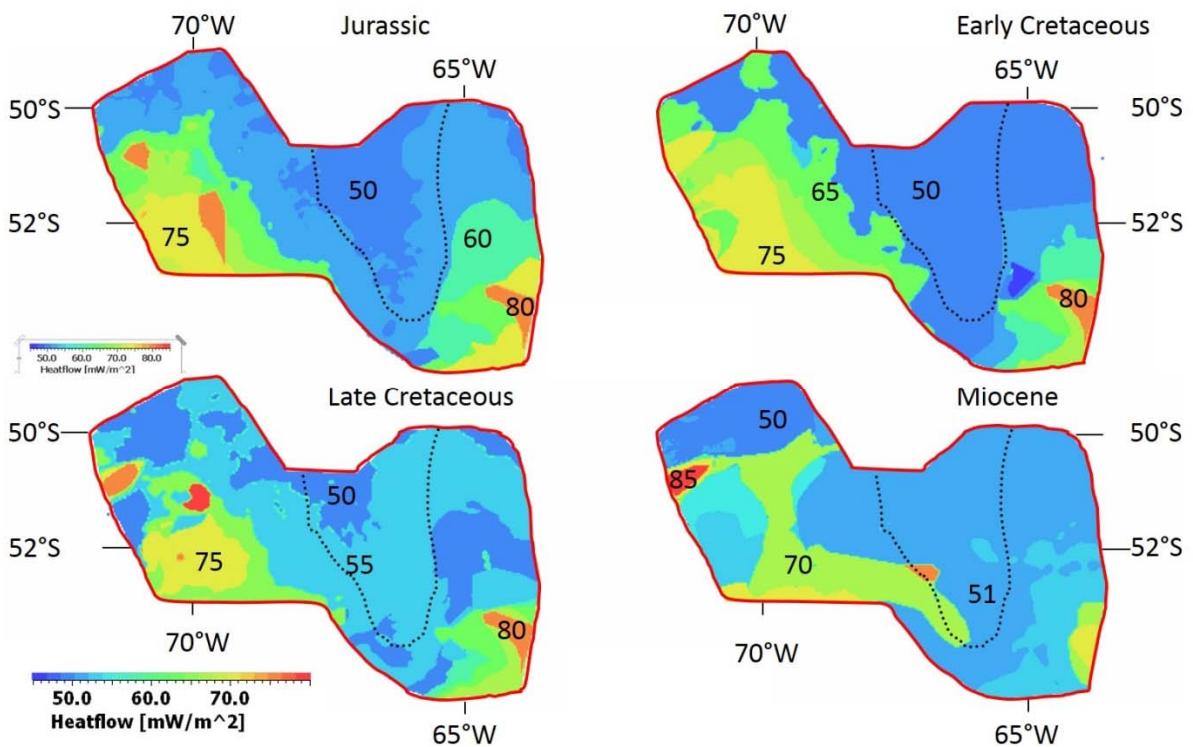 70°W
Jurassic
65°W
50°S
52°S
50
75
60
80
50.0 60.0 70.0 80.0
Heatflow [mW/m^2]
70°W
Early Cretaceous
65°W
50°S
52°S
65
50
75
80
Late Cretaceous
50°S
52°S
50
75
55
80
70°W
65°W
50.0 60.0 70.0
Heatflow [mW/m^2]
Miocene
50°S
52°S
50
85
70
51
70°W
65°W